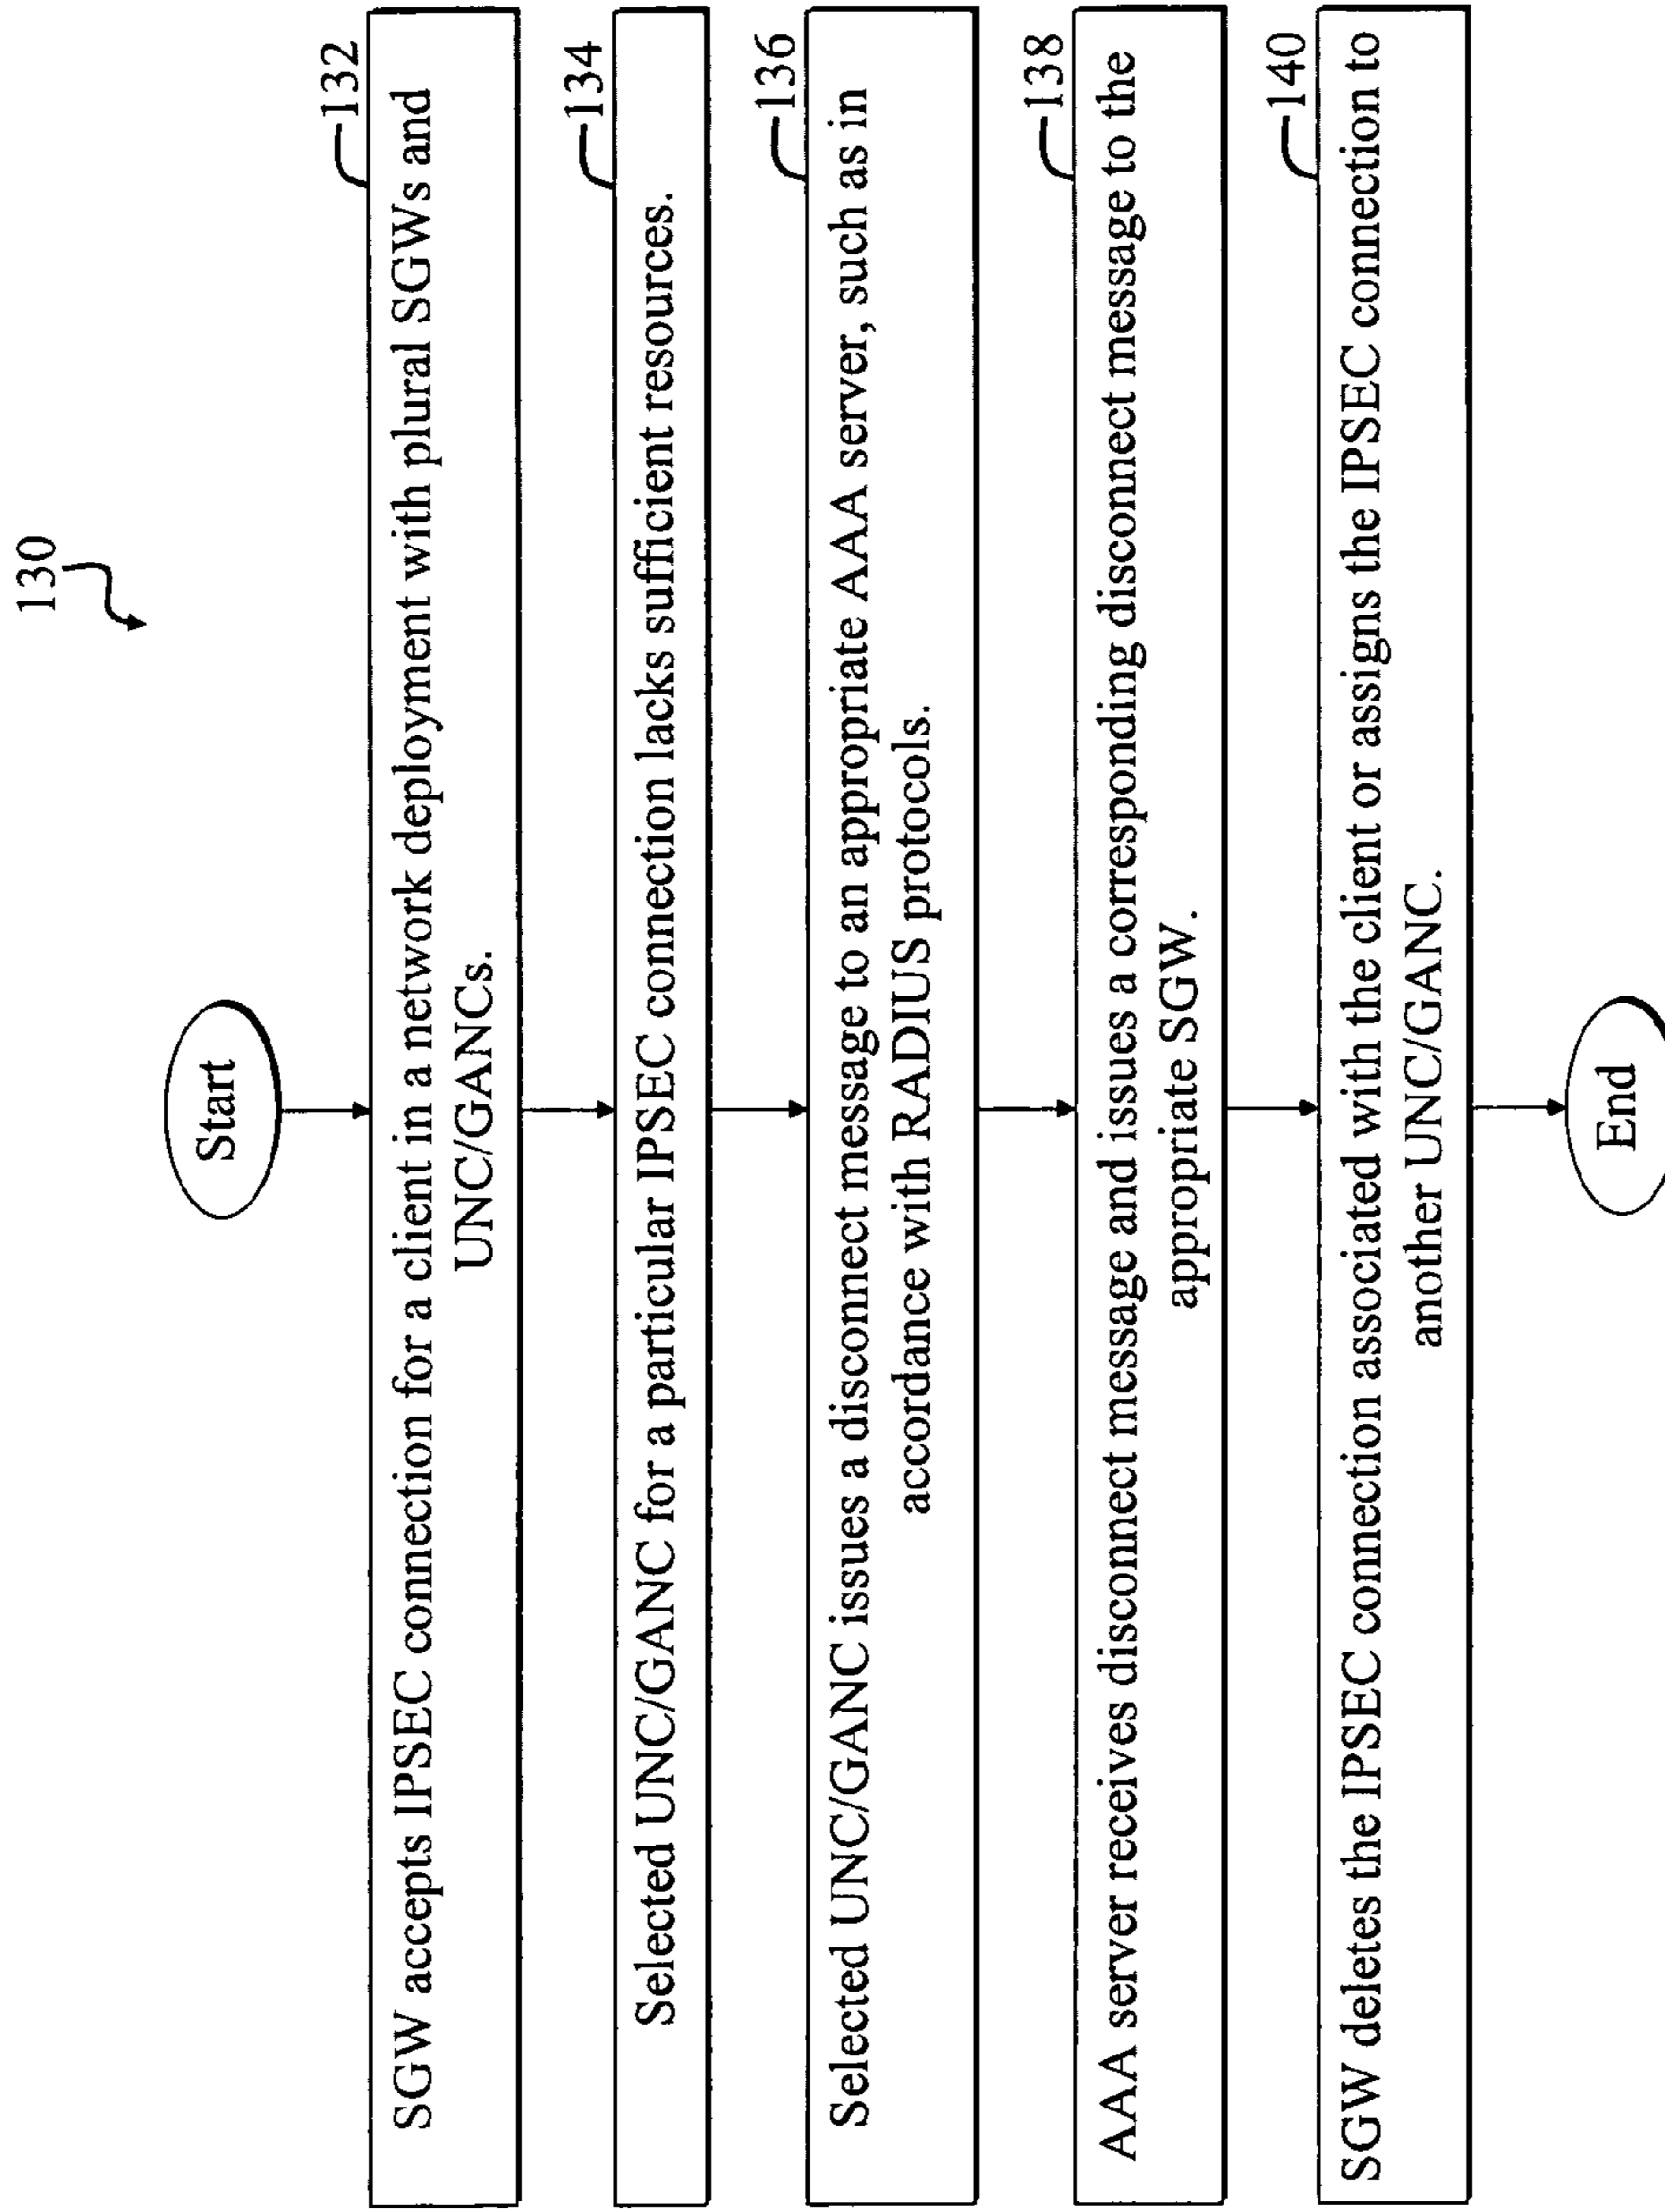 130
Start
132
SGW accepts IPSEC connection for a client in a network deployment with plural SGWs and
UNC/GANCs.
134
Selected UNC/GANC for a particular IPSEC connection lacks sufficient resources.
136
Selected UNC/GANC issues a disconnect message to an appropriate AAA server, such as in
accordance with RADIUS protocols.
138
AAA server receives disconnect message and issues a corresponding disconnect message to the
appropriate SGW.
140
SGW deletes the IPSEC connection associated with the client or assigns the IPSEC connection to
another UNC/GANC.
End